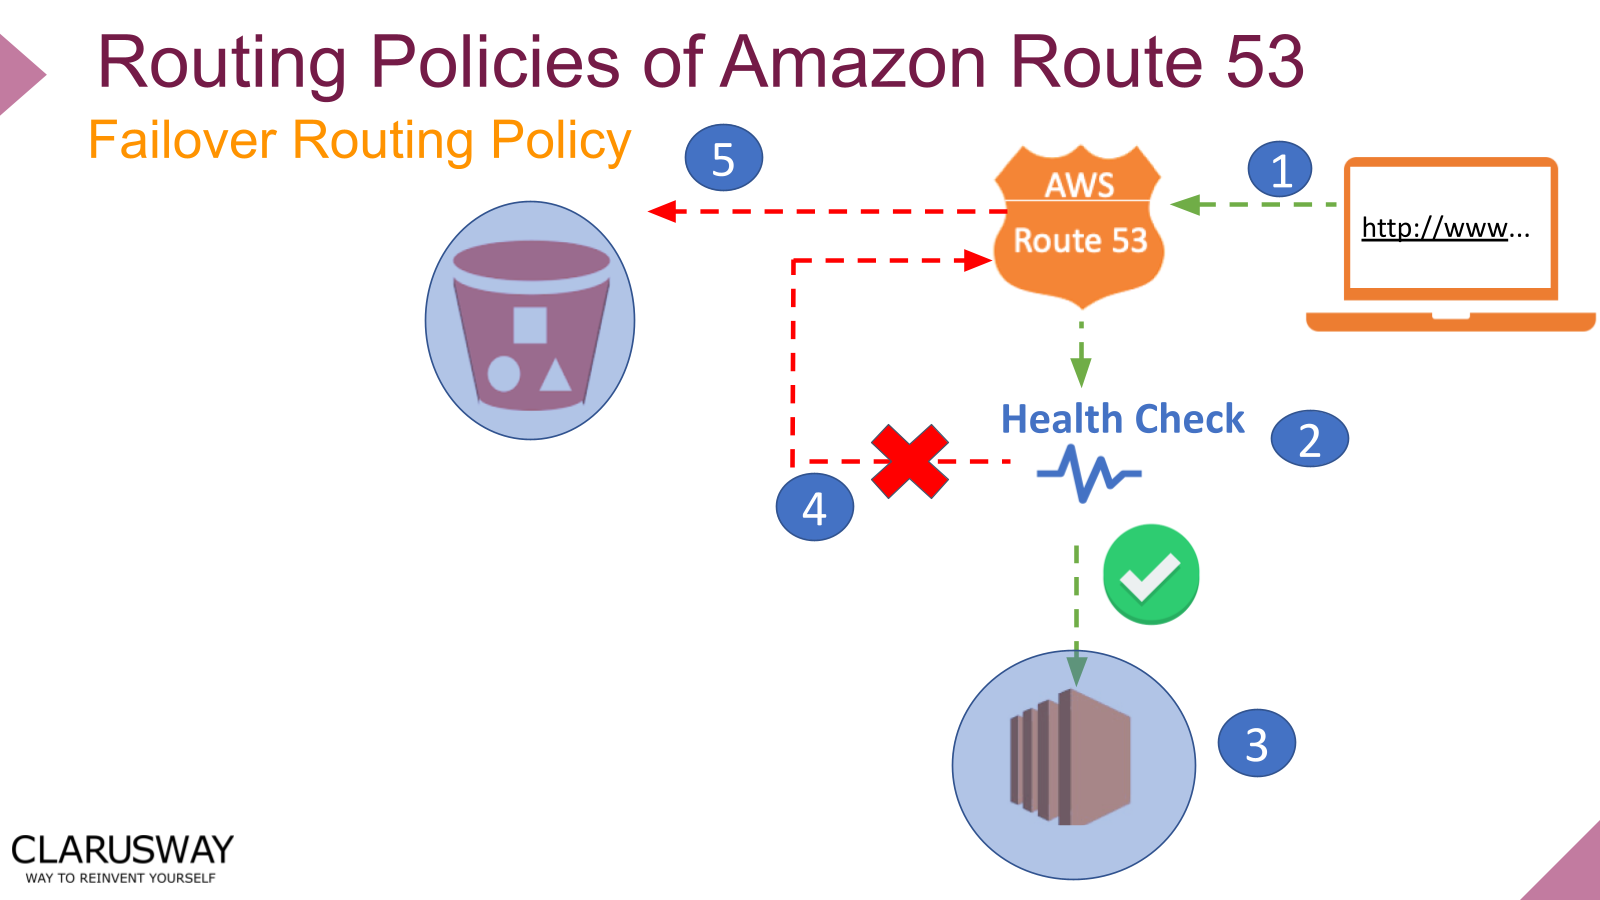 Routing Policies of Amazon Route 53
Failover Routing Policy
5
AWS
Route 53
1
http://www...
Health Check
2
4
3
CLARUSWAY
WAY TO REINVENT YOURSELF